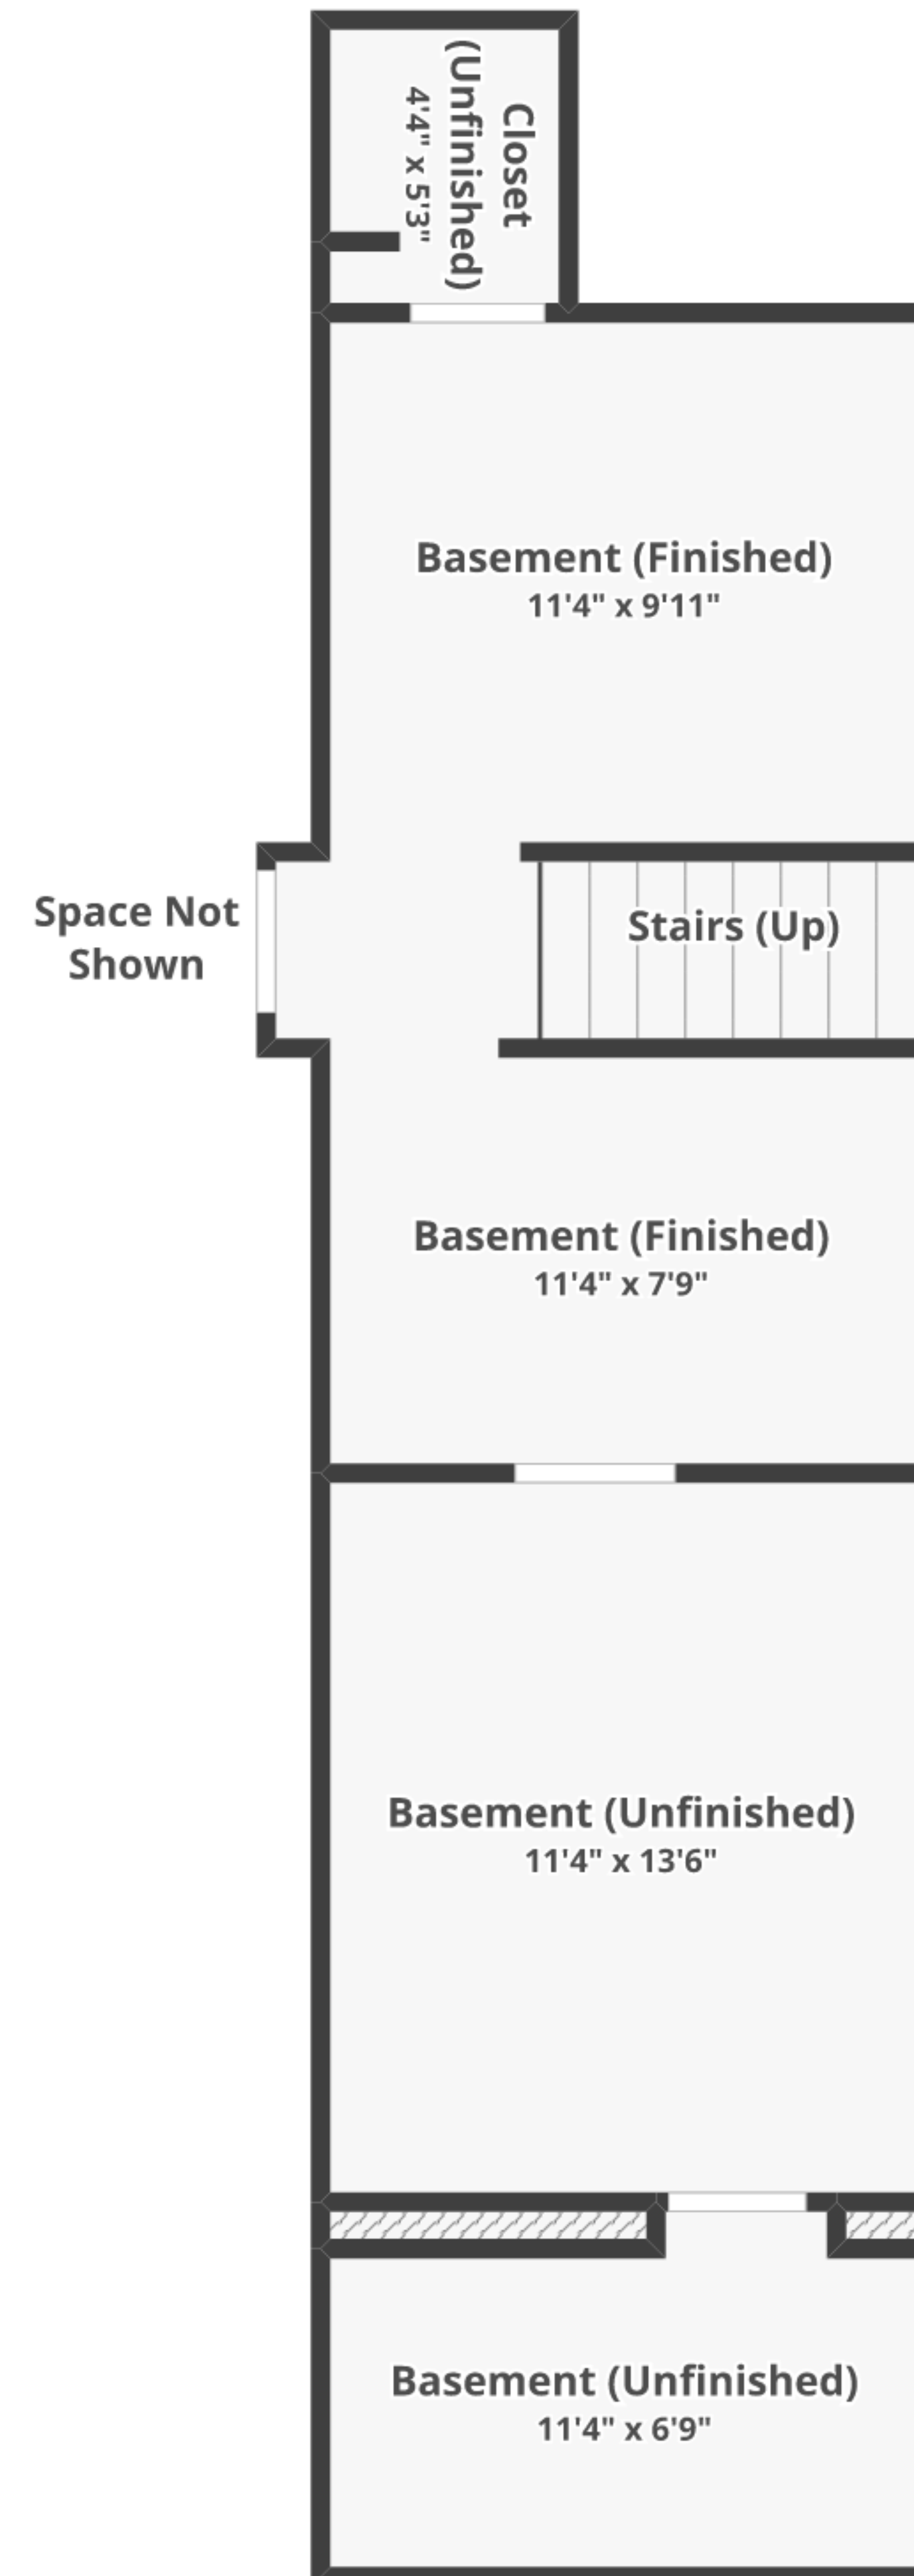 Closet
(Unfinished)
4'4" x 5'3"
Basement (Finished)
11'4" x 9'11"
Space Not
Shown
Stairs (Up)
Basement (Finished)
11'4" x 7'9"
Basement (Unfinished)
11'4" x 13'6"
Basement (Unfinished)
11'4" x 6'9"